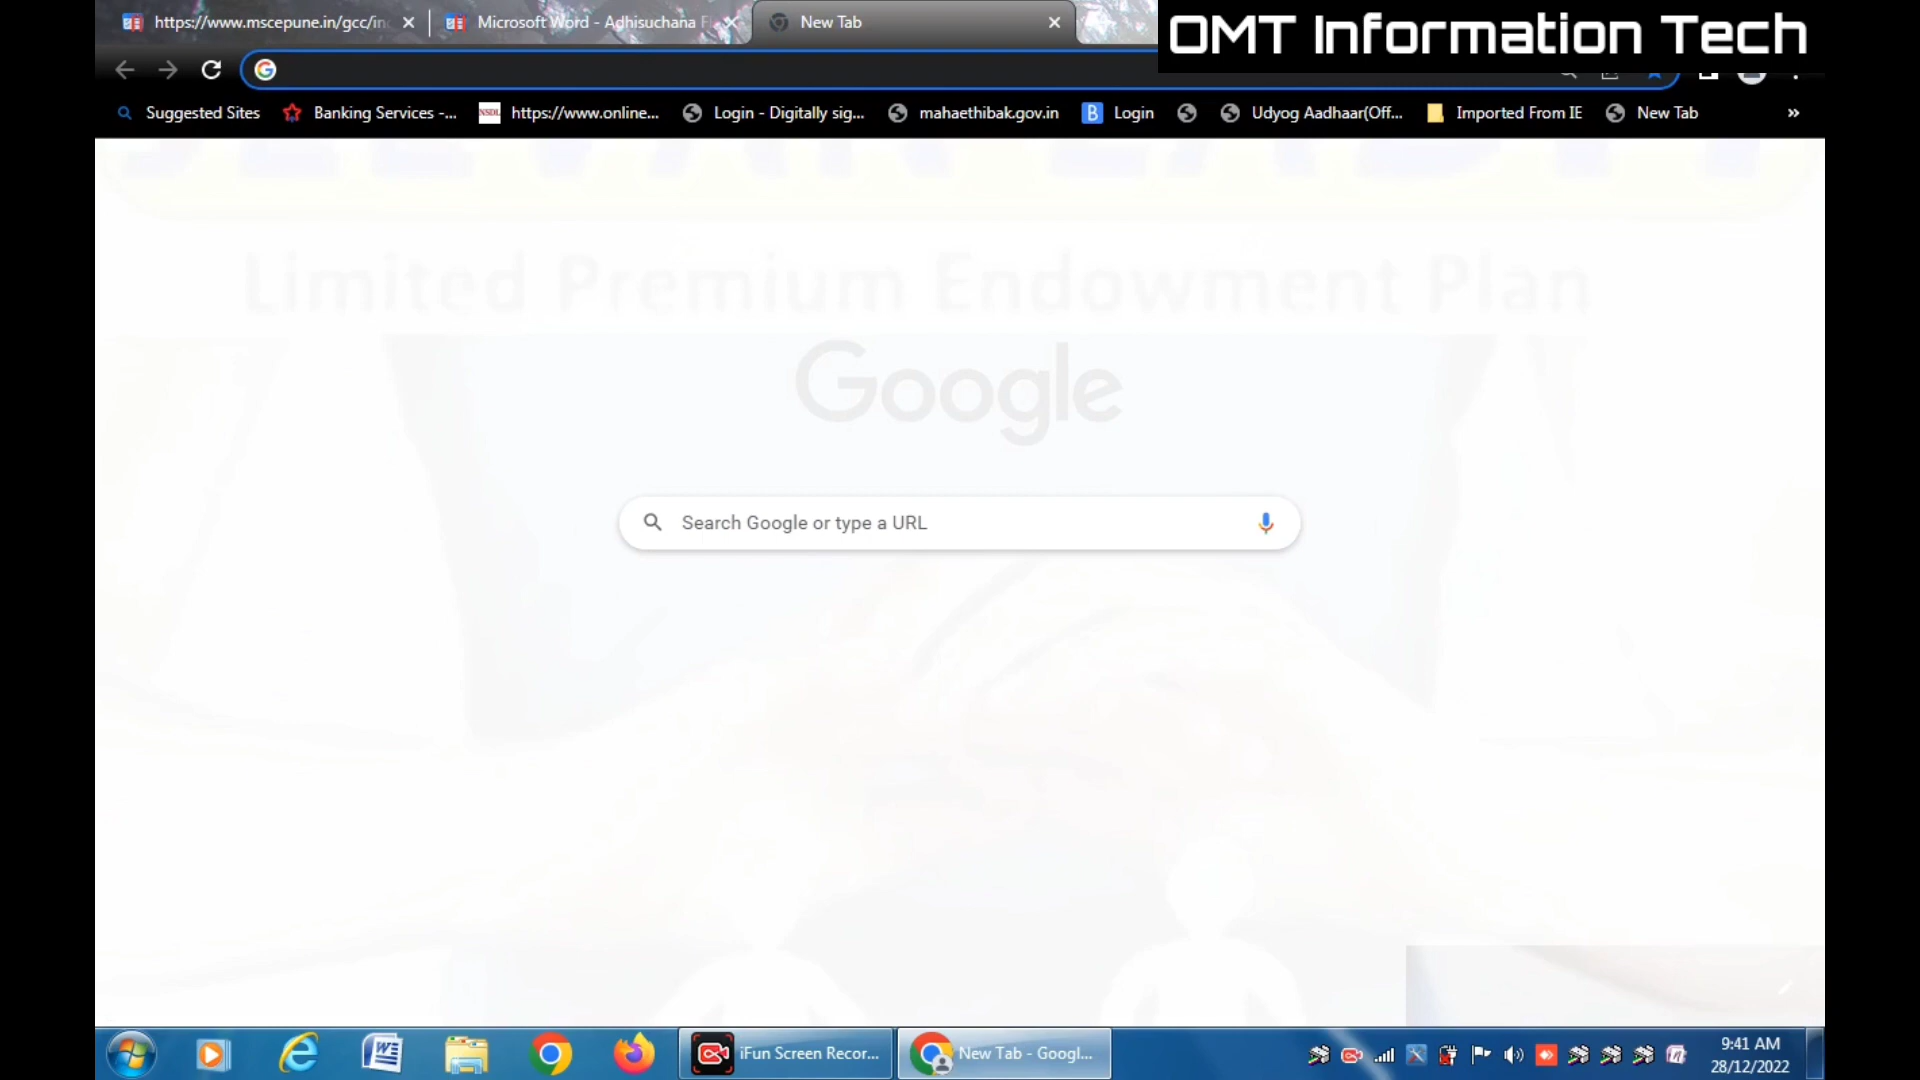 https://www.mscepune.in/gcc/in
Microsoft Word - Adhisuchana F
New Tab
OMT Information Tech
Suggested Sites
Banking Services -...
NSDL
https://www.online...
Login - Digitally sig...
mahaethibak.gov.in
B
Login
Udyog Aadhaar(Off...
Imported From IE
New Tab
»
Limited Premium Endowment Plan
Google
Search Google or type a URL
iFun Screen Recor...
New Tab - Googl...
9:41 AM
28/12/2022